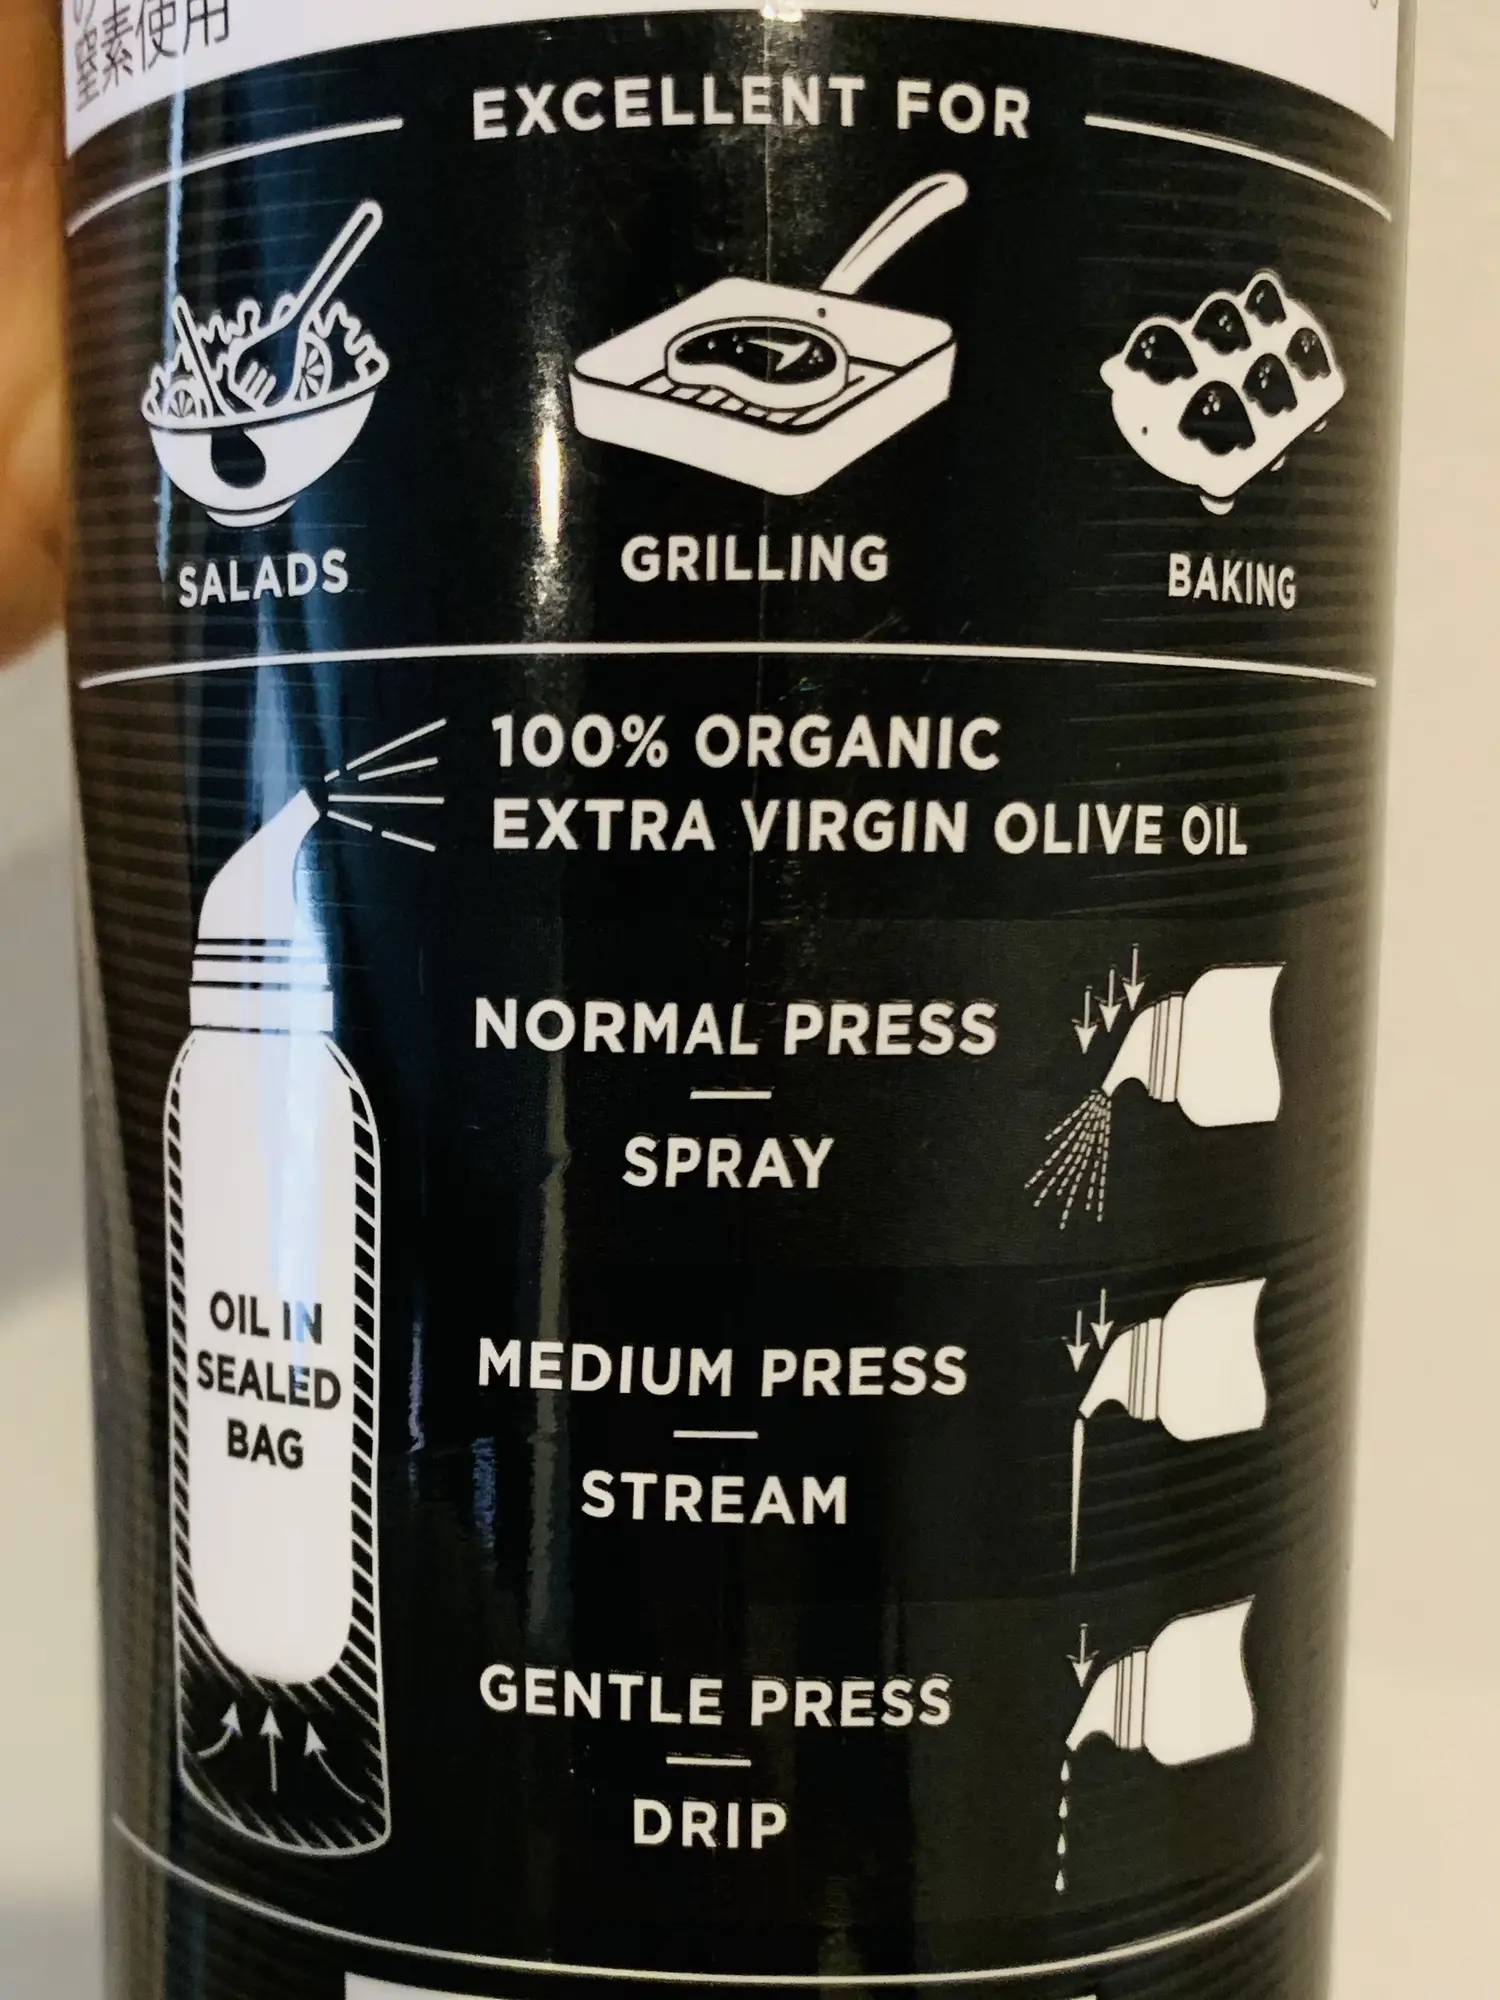 窒素使用
EXCELLENT FOR
SALADS
GRILLING
BAKING
100% ORGANIC
EXTRA VIRGIN OLIVE OIL
NORMAL PRESS
SPRAY
OIL IN
SEALED
BAG
MEDIUM PRESS
STREAM
GENTLE PRESS
DRIP